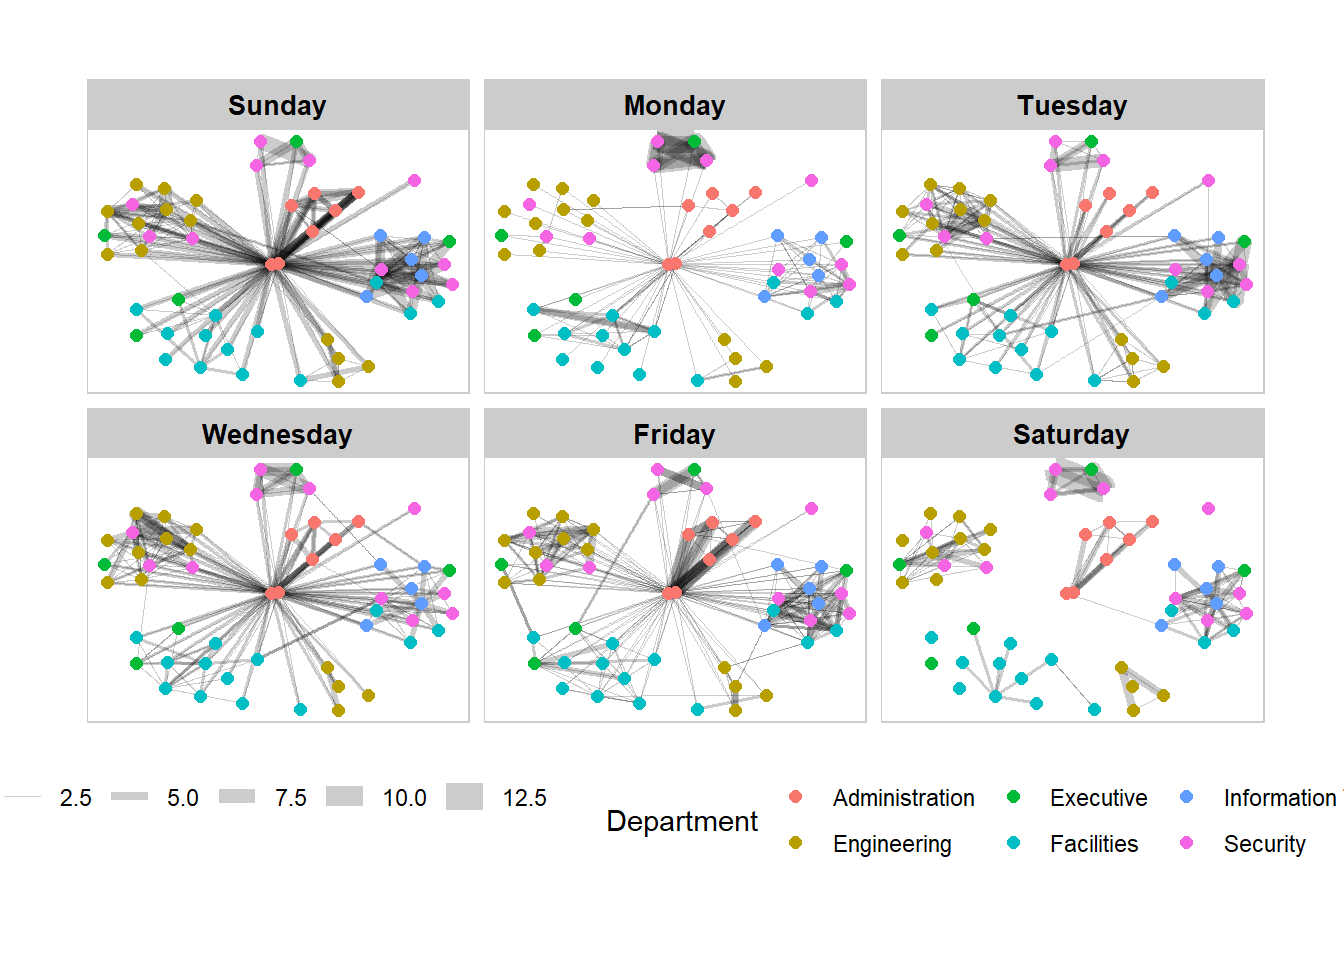 Sunday Monday Tuesday
Wednesday Friday Saturday
2.5 5.0 7.5 10.0 12.5
Department
Administration Executive Information
Engineering Facilities Security